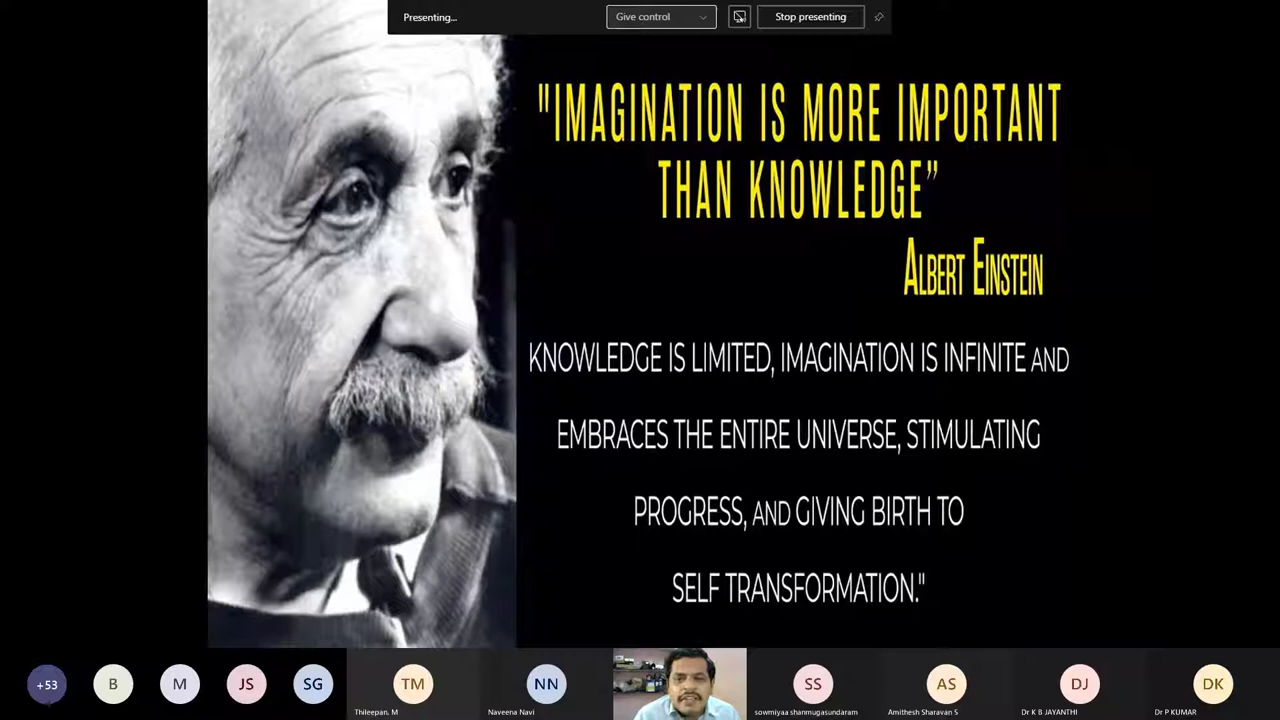 Presenting...
Give control
Stop presenting
"IMAGINATION IS MORE IMPORTANT
THAN KNOWLEDGE”
ALBERT EINSTEIN
KNOWLEDGE IS LIMITED, IMAGINATION IS INFINITE AND
EMBRACES THE ENTIRE UNIVERSE, STIMULATING
PROGRESS, AND GIVING BIRTH TO
SELF TRANSFORMATION."
+53
B
M
JS
SG
TM
NN
SS
AS
DJ
DK
Thileepan. M
Naveena Navi
sowmiyaa shanmugasundaram
Amithesh Sharavan S
Dr K B JAYANTHI
Dr P KUMAR